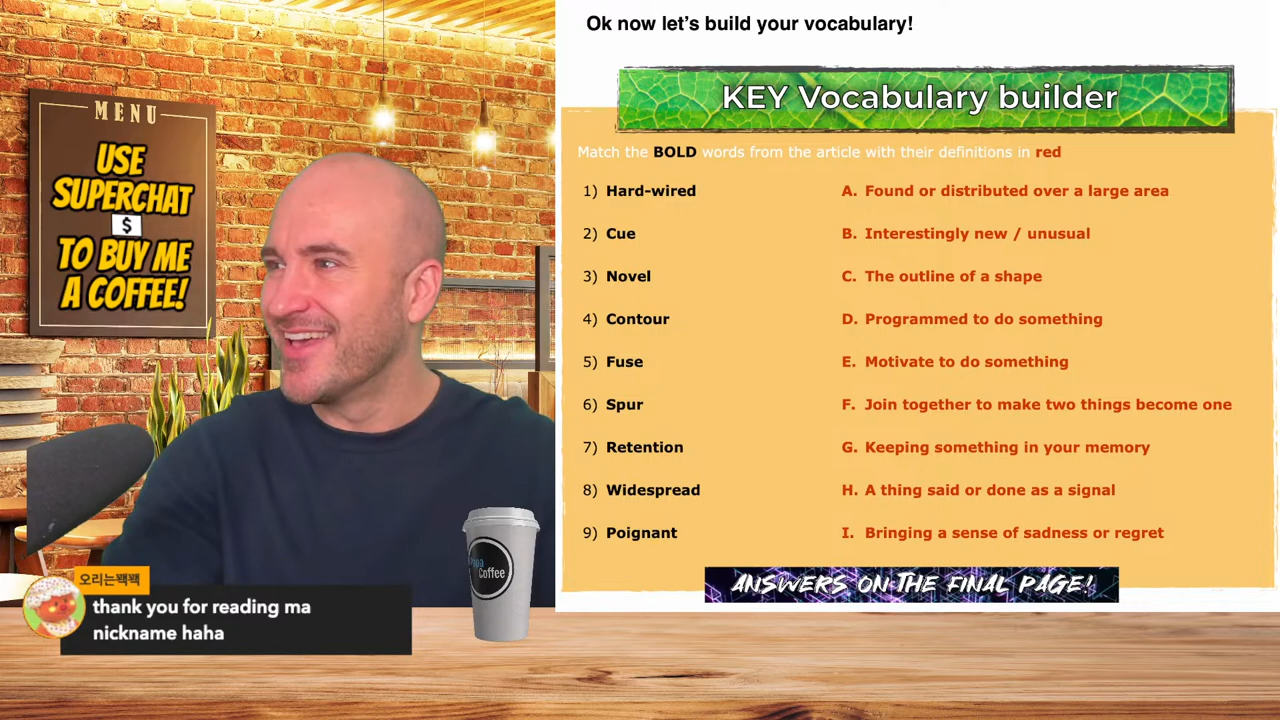 Ok now let’s build your vocabulary!
KEY Vocabulary builder
Match the BOLD words from the article with their definitions in red
1) Hard-wired
A. Found or distributed over a large area
2) Cue
B. Interestingly new / unusual
3) Novel
C. The outline of a shape
4) Contour
D. Programmed to do something
5) Fuse
E. Motivate to do something
6) Spur
F. Join together to make two things become one
7) Retention
G. Keeping something in your memory
8) Widespread
H. A thing said or done as a signal
9) Poignant
I. Bringing a sense of sadness or regret
ANSWERS ON THE FINAL PAGE!
MENU
USE
SUPERCHAT
$
TO BUY ME
A COFFEE!
Coffee
오리는꽥꽥
thank you for reading ma
nickname haha